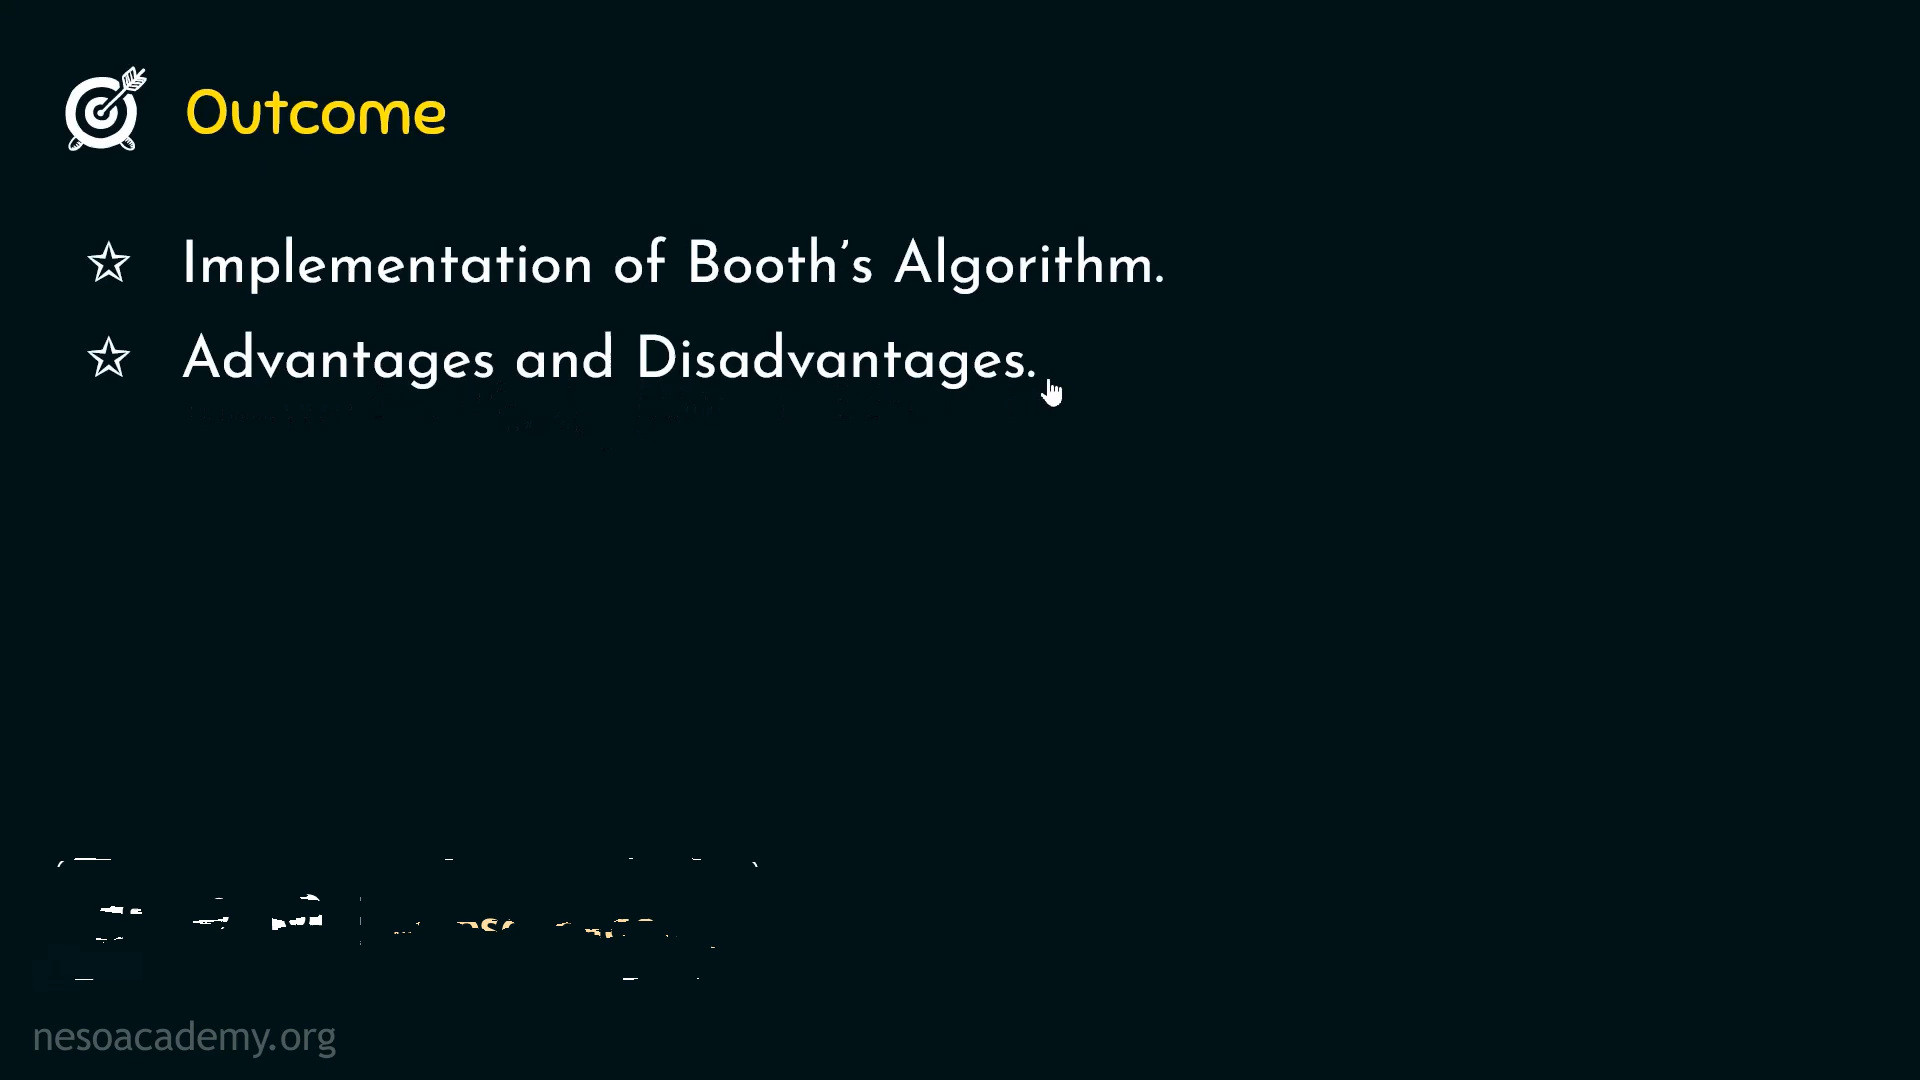 Outcome
☆ Implementation of Booth’s Algorithm.
☆ Advantages and Disadvantages.
nesoacademy.org